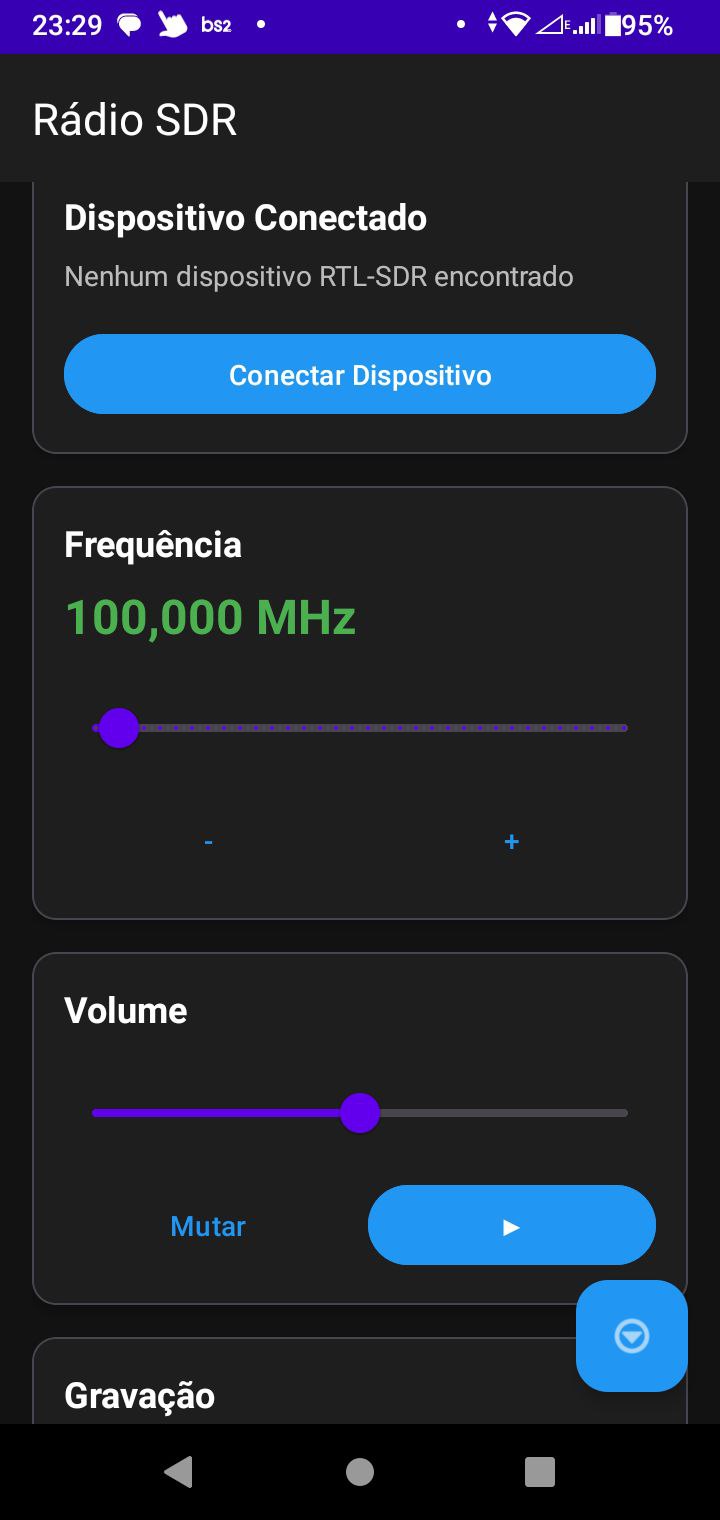 23:29 bs2 E 95%
Rádio SDR
Dispositivo Conectado
Nenhum dispositivo RTL-SDR encontrado
Conectar Dispositivo
Frequência
100,000 MHz
- +
Volume
Mutar
Gravação